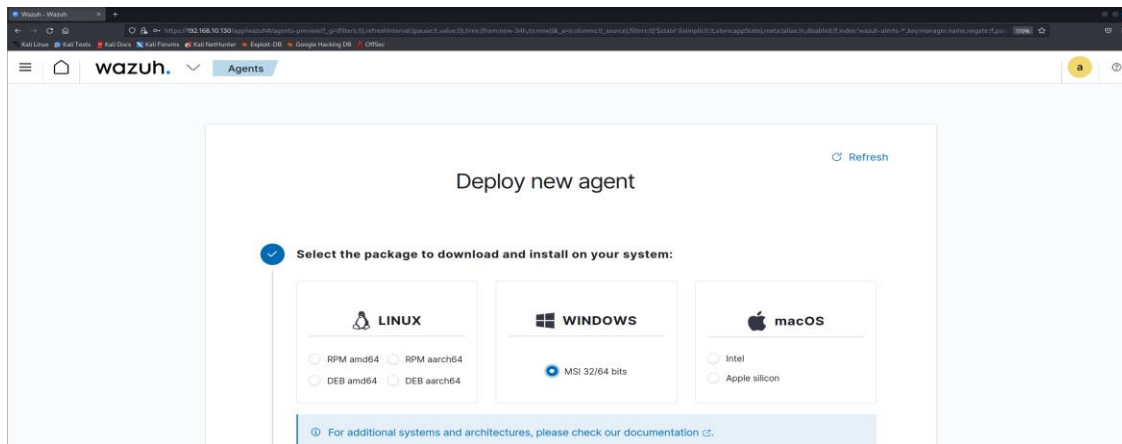 Wazuh - Wazuh
Kali Linux Kali Tools Kali Docs Kali Forums Kali NetHunter Exploit-DB Google Hacking DB OffSec
wazuh. Agents a
Refresh
Deploy new agent
Select the package to download and install on your system:
LINUX WINDOWS macOS
RPM amd64 RPM aarch64 Intel
MSI 32/64 bits
DEB amd64 DEB aarch64 Apple silicon
For additional systems and architectures, please check our documentation.